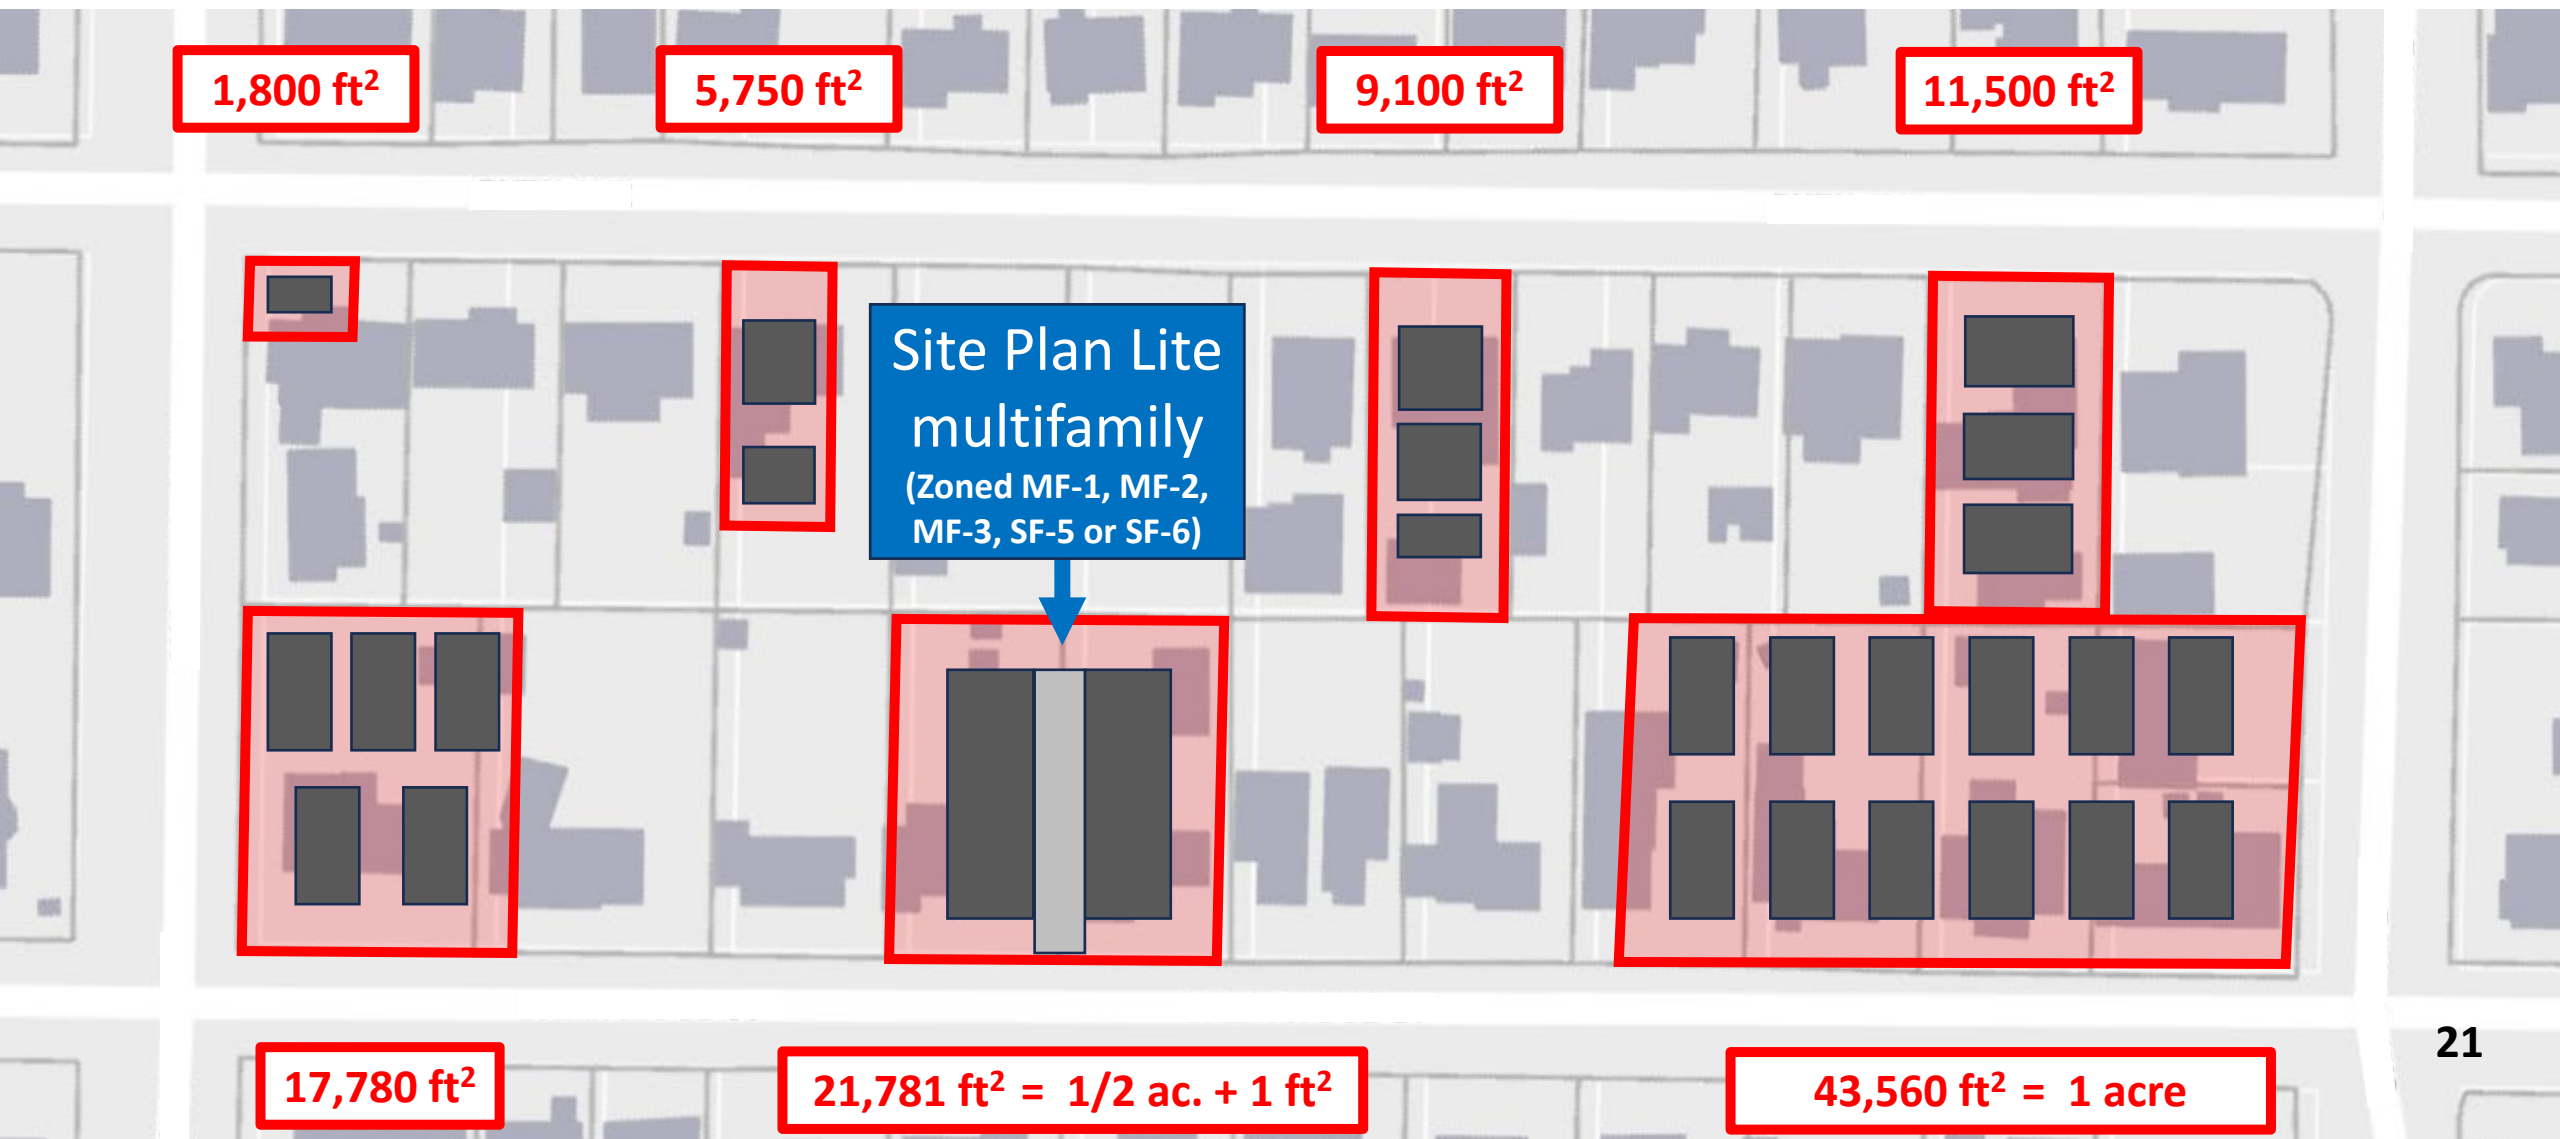 1,800 ft²
5,750 ft²
9,100 ft²
11,500 ft²
Site Plan Lite
multifamily
(Zoned MF-1, MF-2,
MF-3, SF-5 or SF-6)
17,780 ft²
21,781 ft² = 1/2 ac. + 1 ft²
43,560 ft² = 1 acre
21